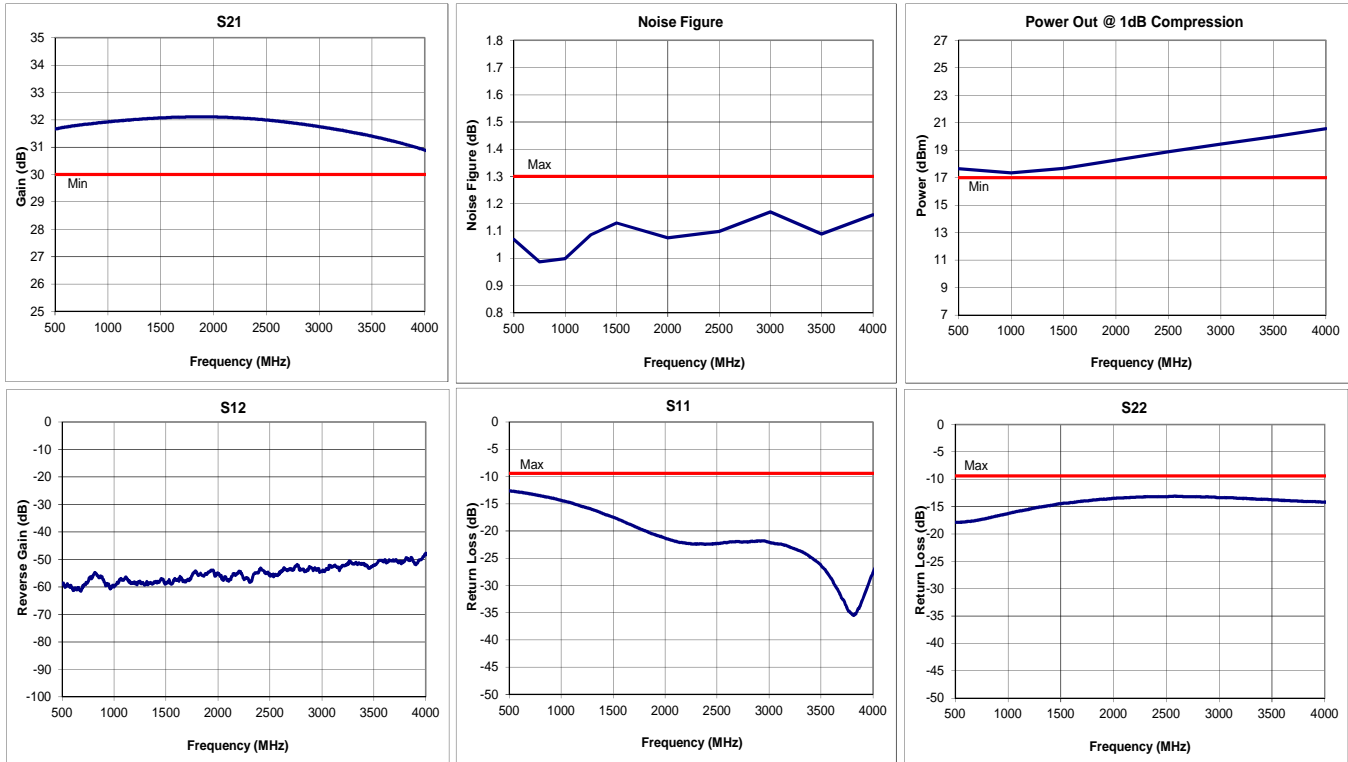 S21
Gain (dB)
35
34
33
32
31
30
29
28
27
26
25
Min
500 1000 1500 2000 2500 3000 3500 4000
Frequency (MHz)
Noise Figure
Noise Figure (dB)
1.8
1.7
1.6
1.5
1.4
1.3
1.2
1.1
1
0.9
0.8
Max
500 1000 1500 2000 2500 3000 3500 4000
Frequency (MHz)
Power Out @ 1dB Compression
Power (dBm)
27
25
23
21
19
17
15
13
11
9
7
Min
500 1000 1500 2000 2500 3000 3500 4000
Frequency (MHz)
S12
Reverse Gain (dB)
0
-10
-20
-30
-40
-50
-60
-70
-80
-90
-100
500 1000 1500 2000 2500 3000 3500 4000
Frequency (MHz)
S11
Return Loss (dB)
0
-5
-10
-15
-20
-25
-30
-35
-40
-45
-50
Max
500 1000 1500 2000 2500 3000 3500 4000
Frequency (MHz)
S22
Return Loss (dB)
0
-5
-10
-15
-20
-25
-30
-35
-40
-45
-50
Max
500 1000 1500 2000 2500 3000 3500 4000
Frequency (MHz)